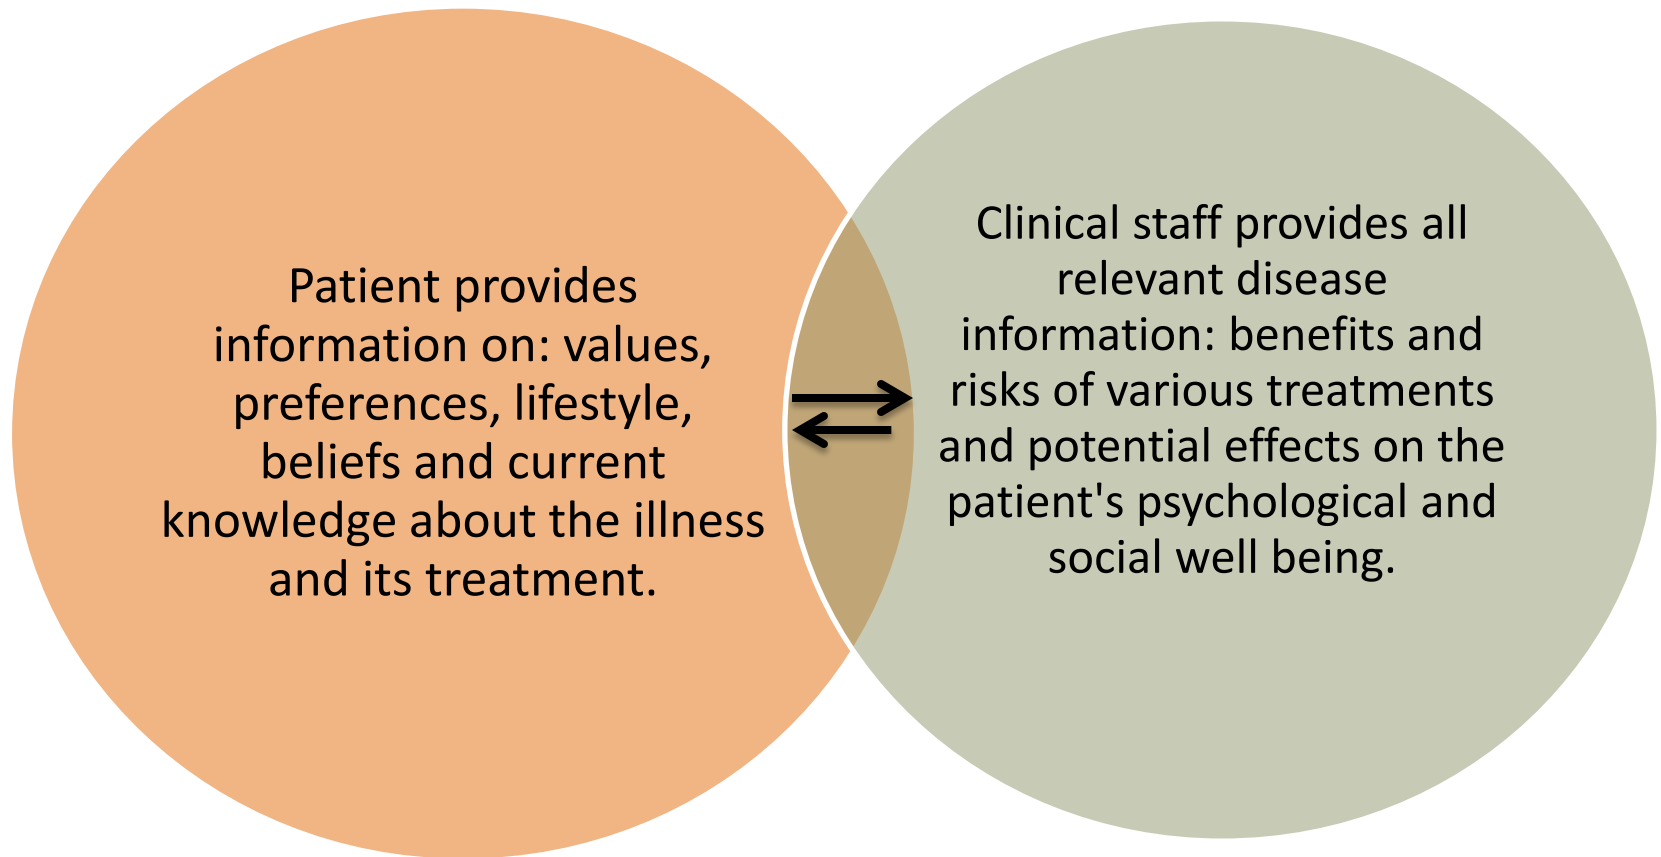 Patient provides
information on: values,
preferences, lifestyle,
beliefs and current
knowledge about the illness
and its treatment.
Clinical staff provides all
relevant disease
information: benefits and
risks of various treatments
and potential effects on the
patient's psychological and
social well being.